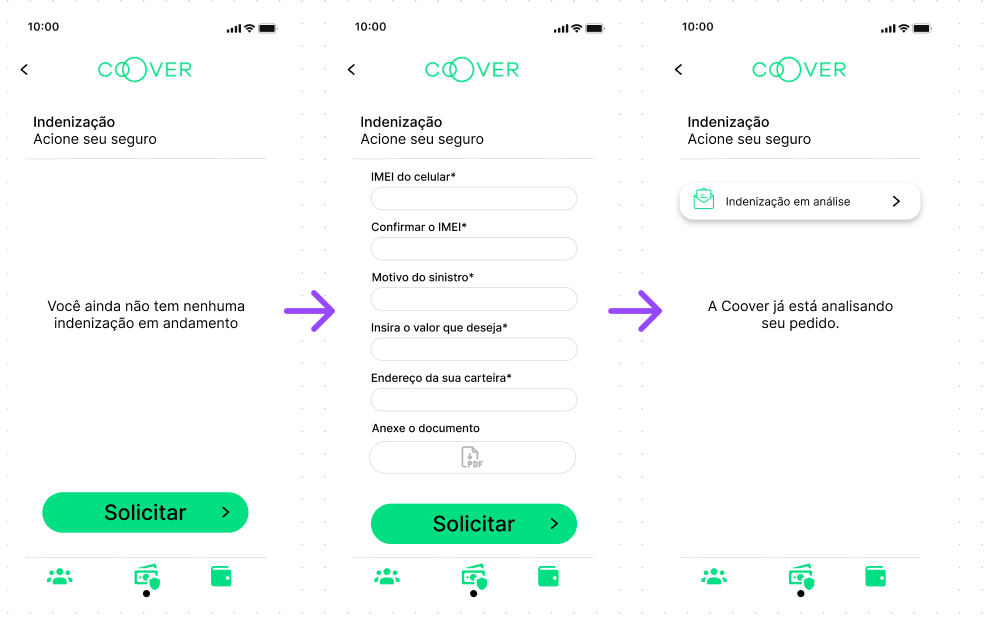 10:00
COOVER
Indenização
Acione seu seguro
Você ainda não tem nenhuma
indenização em andamento
Solicitar
10:00
COOVER
Indenização
Acione seu seguro
IMEI do celular*
Confirmar o IMEI*
Motivo do sinistro*
Insira o valor que deseja*
Endereço da sua carteira*
Anexe o documento
PDF
Solicitar
10:00
COOVER
Indenização
Acione seu seguro
Indenização em análise
A Coover já está analisando
seu pedido.